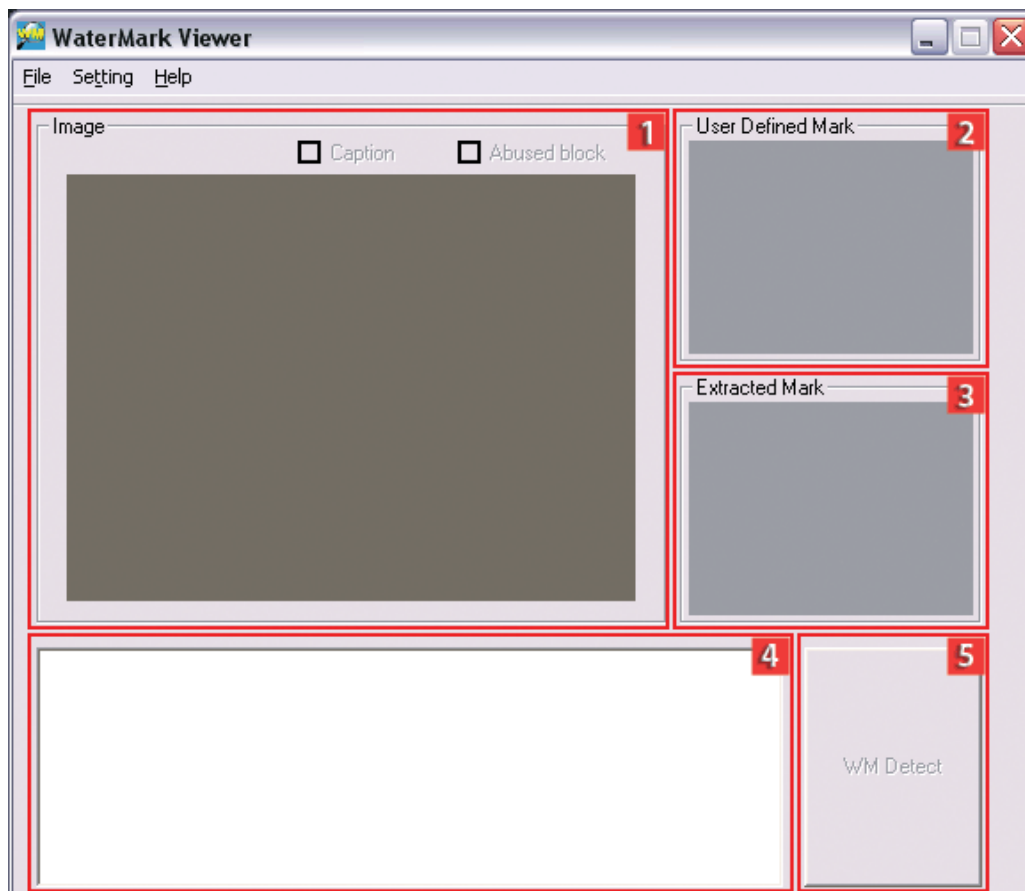 WaterMark Viewer
File Setting Help
Image 1
Caption Abused block
User Defined Mark 2
Extracted Mark 3
4
5
WM Detect